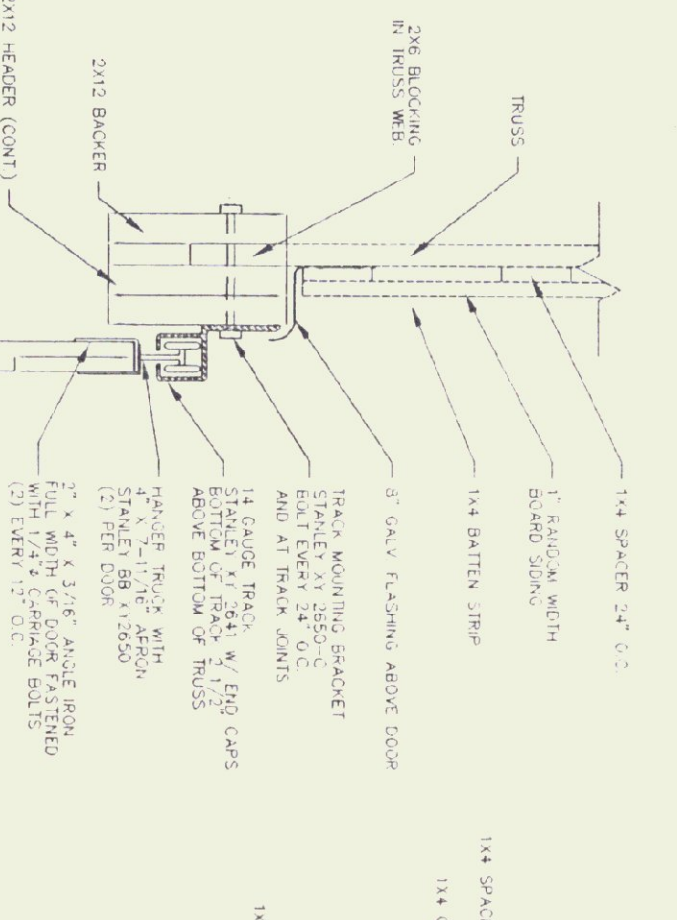 1X4 SPACER 24" O.C.
1" RANDOM WIDTH
BOARD SIDING
1X4 BATTEN STRIP
8" GALV FLASHING ABOVE DOOR
TRACK MOUNTING BRACKET
STANLEY XY 2650-C
BOLT EVERY 24" O.C.
AND AT TRACK JOINTS
14 GAUGE TRACK
STANLEY XY 2641 W/ END CAPS
BOTTOM OF TRACK 2 1/2"
ABOVE BOTTOM OF TRUSS
HANGER TRUCK WITH
4" X 7-11/16" APRON
STANLEY BB XY2650
(2) PER DOOR
2" X 4" X 3/16" ANGLE IRON
FULL WIDTH OF DOOR FASTENED
WITH 1/4"ø CARRIAGE BOLTS
(2) EVERY 12" O.C.
TRUSS
2X6 BLOCKING
IN TRUSS WEB.
2X12 BACKER
2X12 HEADER (CONT.)
1X4
1X4